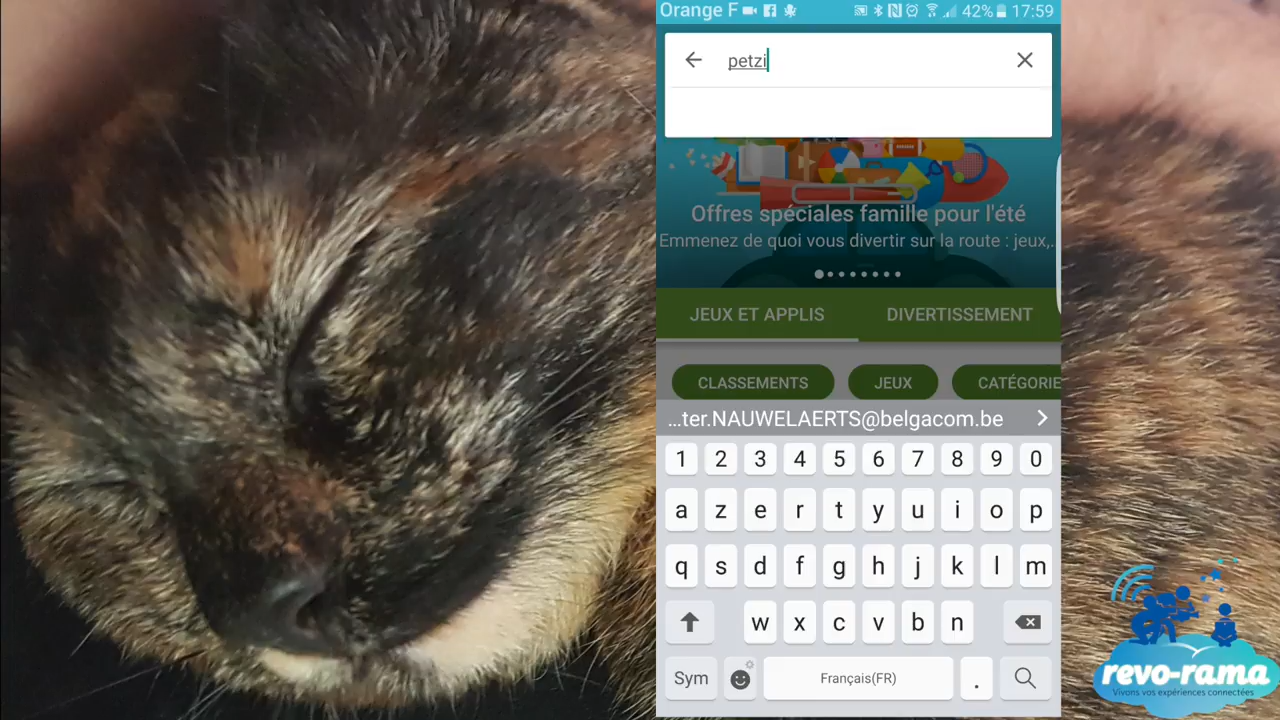 Orange F 42% 17:59
petzi
Offres spéciales famille pour l'été
Emmenez de quoi vous divertir sur la route : jeux,..
JEUX ET APPLIS DIVERTISSEMENT
CLASSEMENTS JEUX CATÉGORIE
...ter.NAUWELAERTS@belgacom.be
1 2 3 4 5 6 7 8 9 0
a z e r t y u i o p
q s d f g h j k l m
w x c v b n
Sym Français(FR) .
revo-rama
Vivons vos expériences connectées